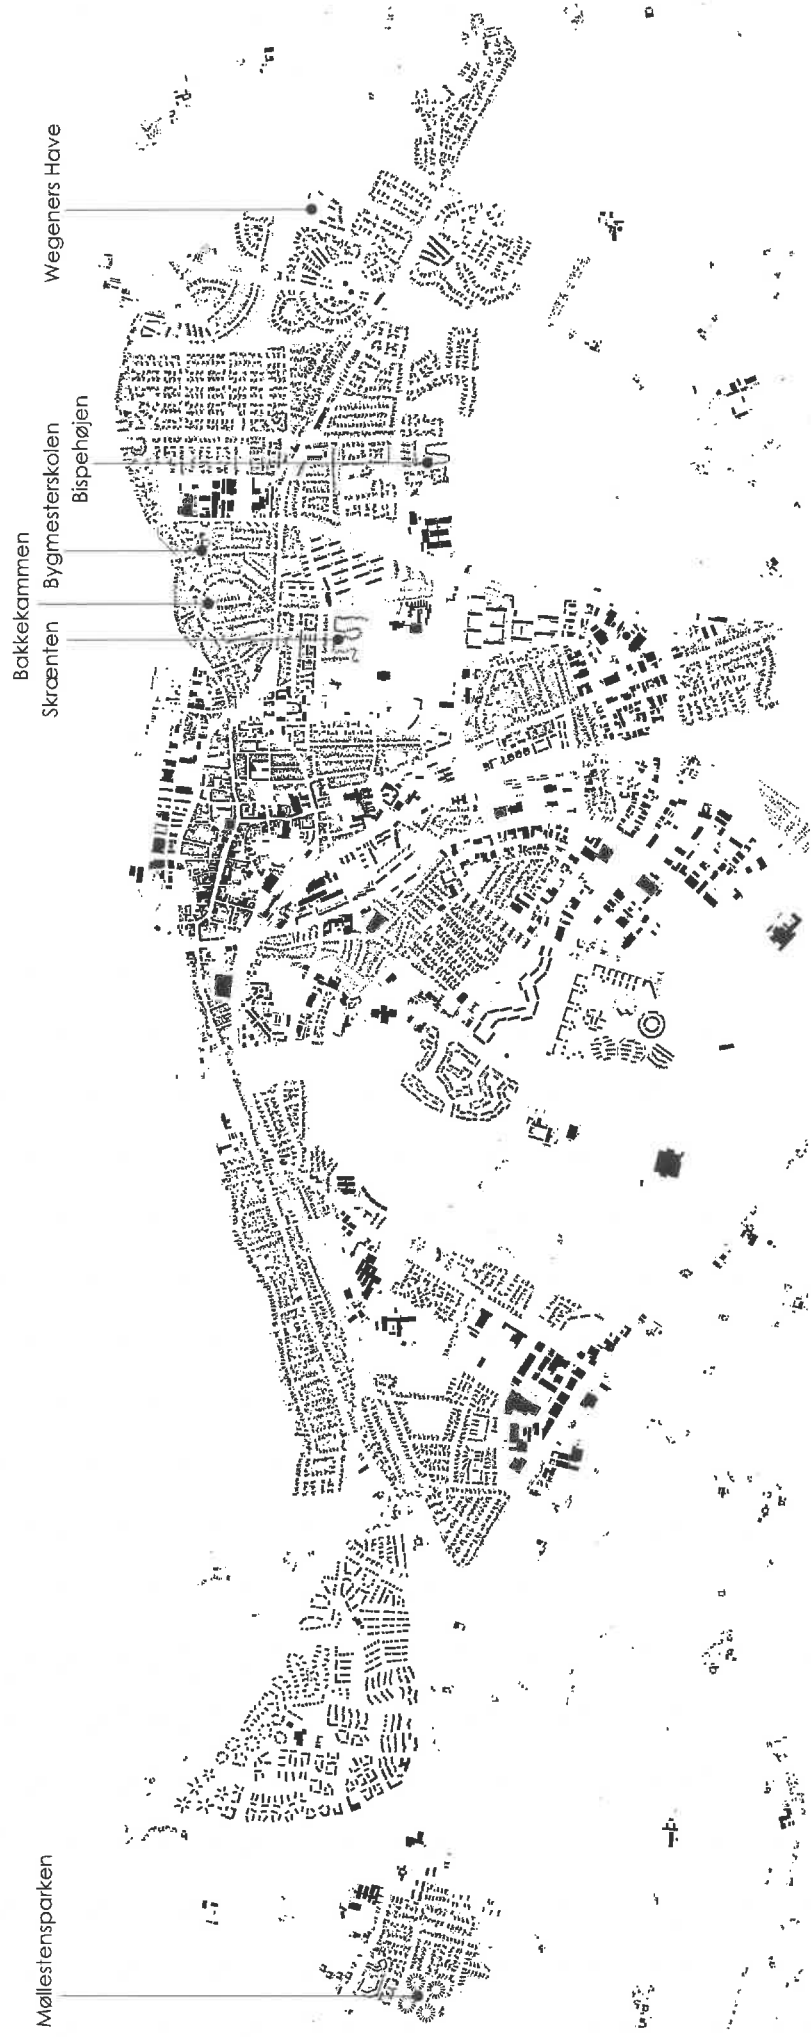 Møllestensparken
Bakkekammen
Skrænten
Bygmesterskolen
Bispehøjen
Wegeners Have